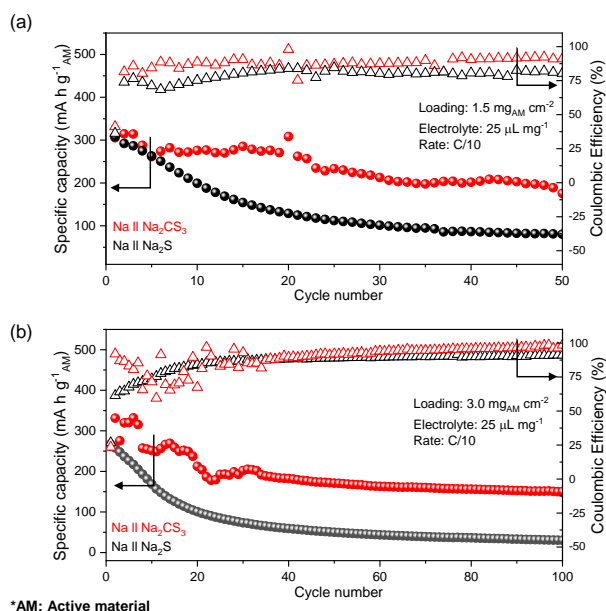 (a)
500
400
300
200
100
Specific capacity (mA h g⁻¹AM)
100
75
50
25
0
-25
-50
Coulombic Efficiency (%)
Loading: 1.5 mgAM cm⁻²
Electrolyte: 25 μL mg⁻¹
Rate: C/10
Na ll Na₂CS₃
Na ll Na₂S
0 10 20 30 40 50
Cycle number
(b)
500
400
300
200
100
0
Specific capacity (mA h g⁻¹AM)
100
75
50
25
0
-25
-50
Coulombic Efficiency (%)
Loading: 3.0 mgAM cm⁻²
Electrolyte: 25 μL mg⁻¹
Rate: C/10
Na ll Na₂CS₃
Na ll Na₂S
0 20 40 60 80 100
Cycle number
*AM: Active material